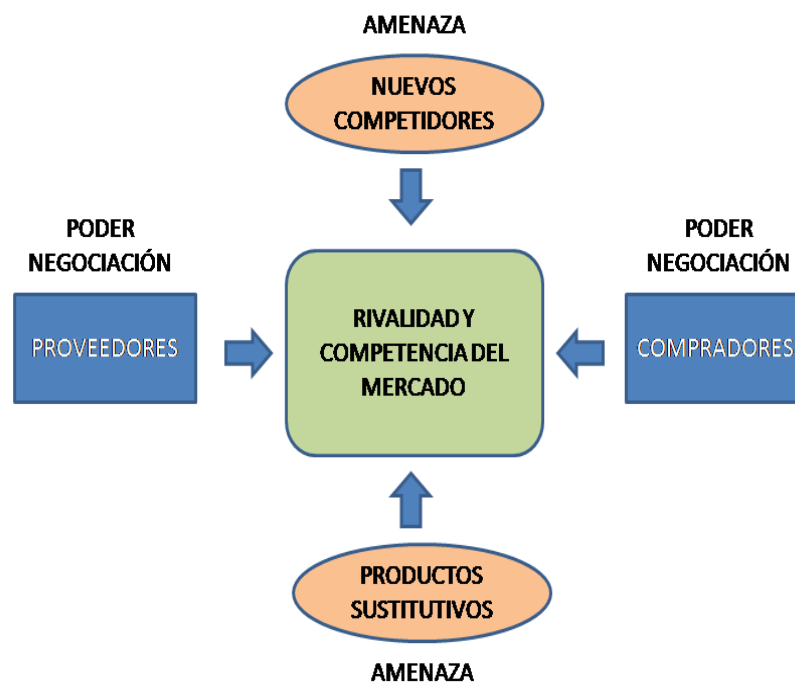 AMENAZA
NUEVOS
COMPETIDORES
PODER
NEGOCIACIÓN
PROVEEDORES
RIVALIDAD Y
COMPETENCIA DEL
MERCADO
PODER
NEGOCIACIÓN
COMPRADORES
PRODUCTOS
SUSTITUTIVOS
AMENAZA